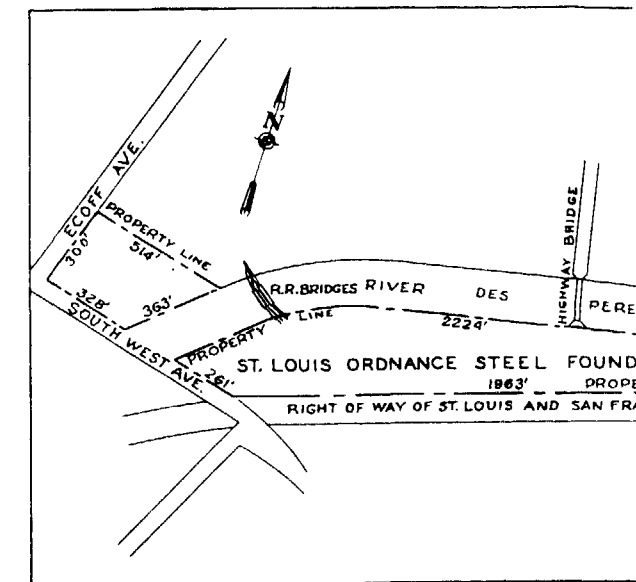 N
ECOFF AVE.
PROPERTY LINE
300'
514'
328'
363'
SOUTH WEST AVE.
R.R. BRIDGES
RIVER DES PERE
HIGHWAY BRIDGE
PROPERTY LINE
2224'
261'
ST. LOUIS ORDNANCE STEEL FOUND
1963'
PROPE
RIGHT OF WAY OF ST. LOUIS AND SAN FRA